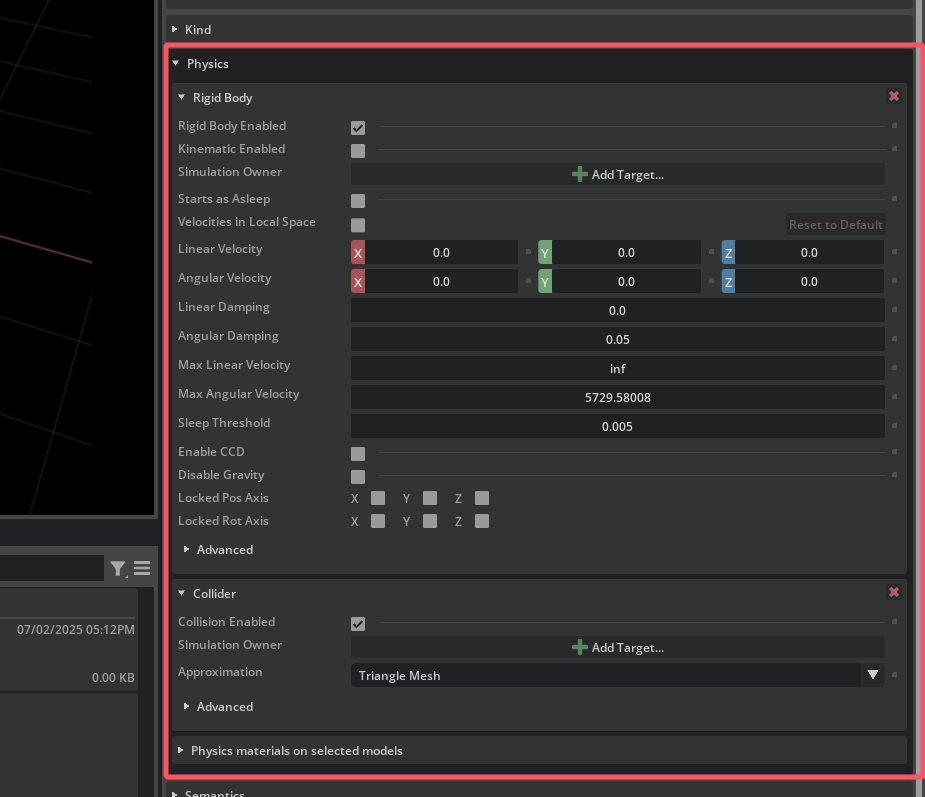 Kind
Physics
Rigid Body
Rigid Body Enabled
Kinematic Enabled
Simulation Owner Add Target...
Starts as Asleep
Velocities in Local Space Reset to Default
Linear Velocity X 0.0 Y 0.0 Z 0.0
Angular Velocity X 0.0 Y 0.0 Z 0.0
Linear Damping 0.0
Angular Damping 0.05
Max Linear Velocity inf
Max Angular Velocity 5729.58008
Sleep Threshold 0.005
Enable CCD
Disable Gravity
Locked Pos Axis X Y Z
Locked Rot Axis X Y Z
Advanced
Collider
Collision Enabled
Simulation Owner Add Target...
Approximation Triangle Mesh
Advanced
Physics materials on selected models
Semantics
07/02/2025 05:12PM
0.00 KB